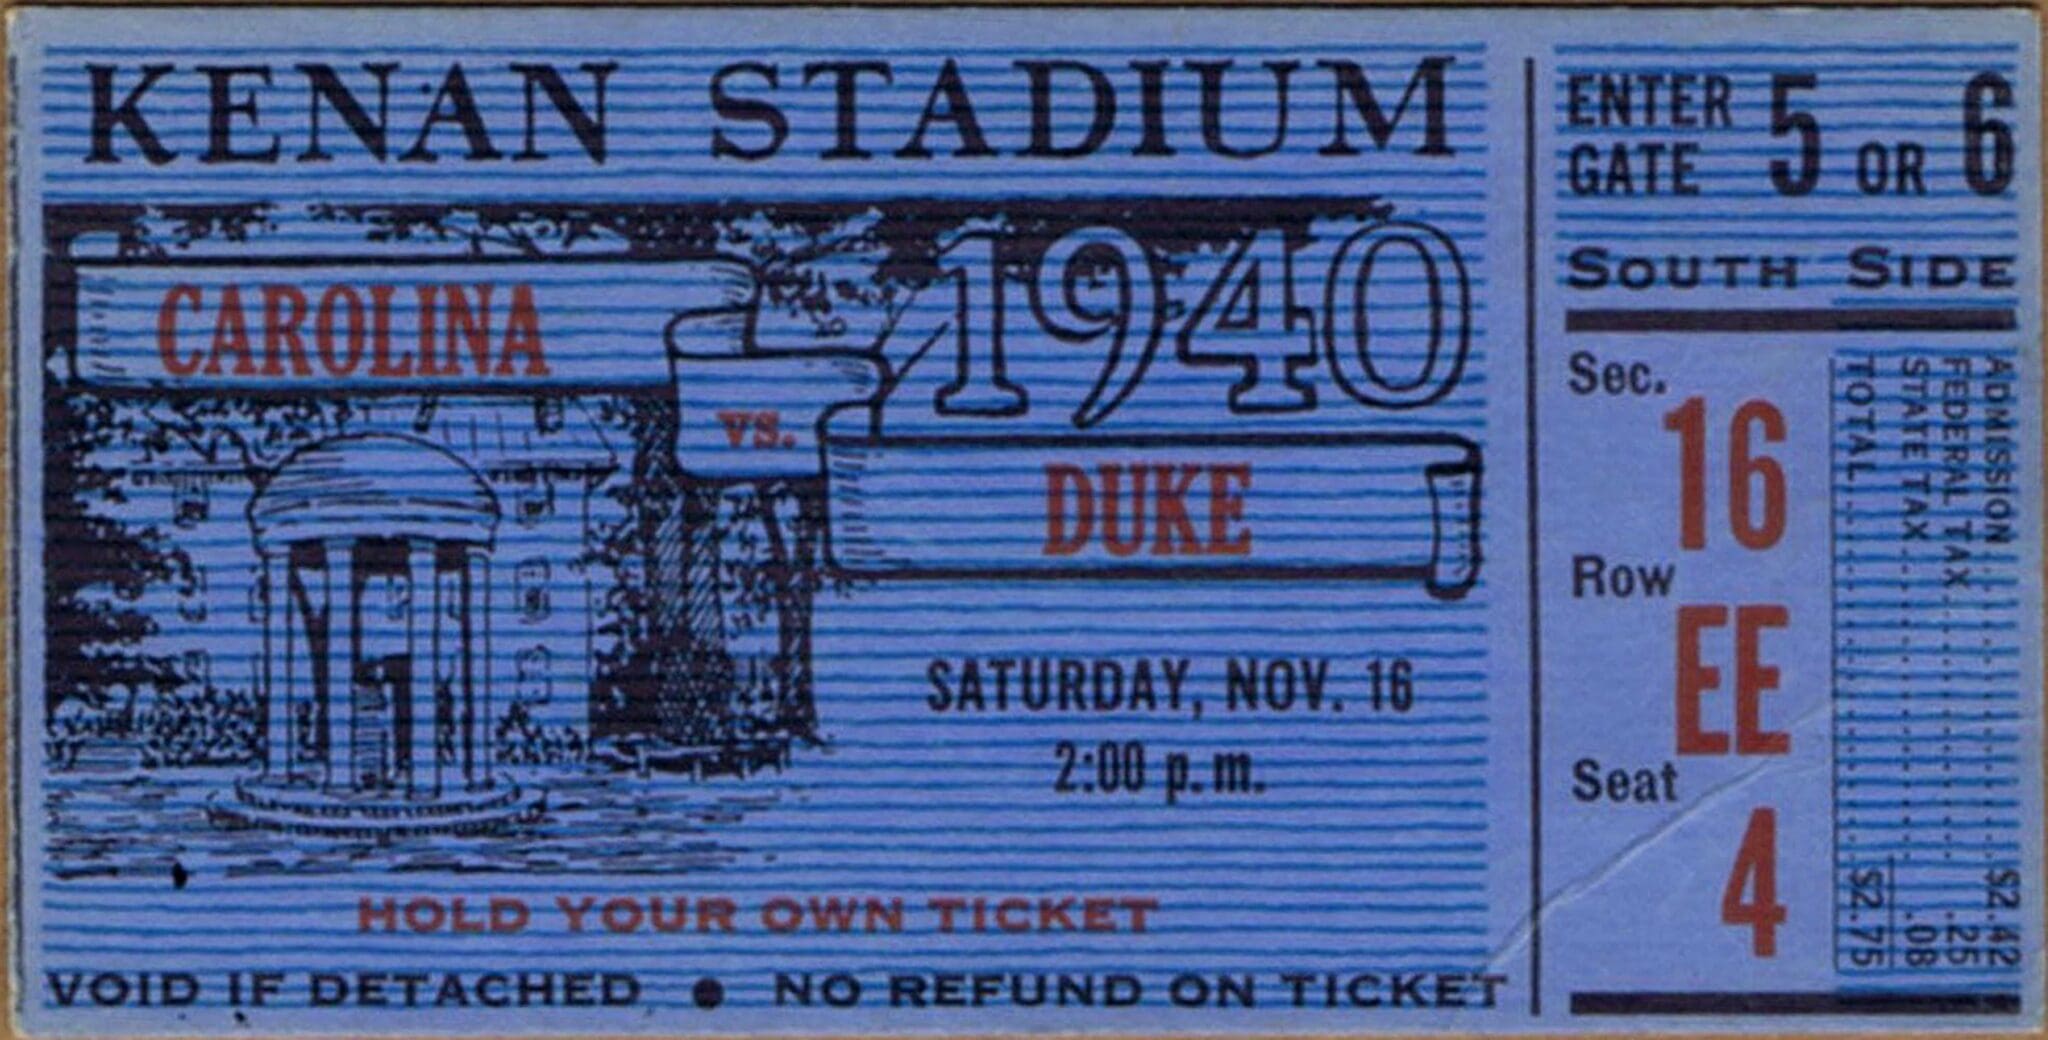 KENAN STADIUM
1940
CAROLINA
vs.
DUKE
SATURDAY, NOV. 16
2:00 p.m.
HOLD YOUR OWN TICKET
VOID IF DETACHED ● NO REFUND ON TICKET
ENTER GATE 5 OR 6
SOUTH SIDE
Sec. 16
Row EE
Seat 4
ADMISSION $2.42
FEDERAL TAX .25
STATE TAX .08
TOTAL $2.75